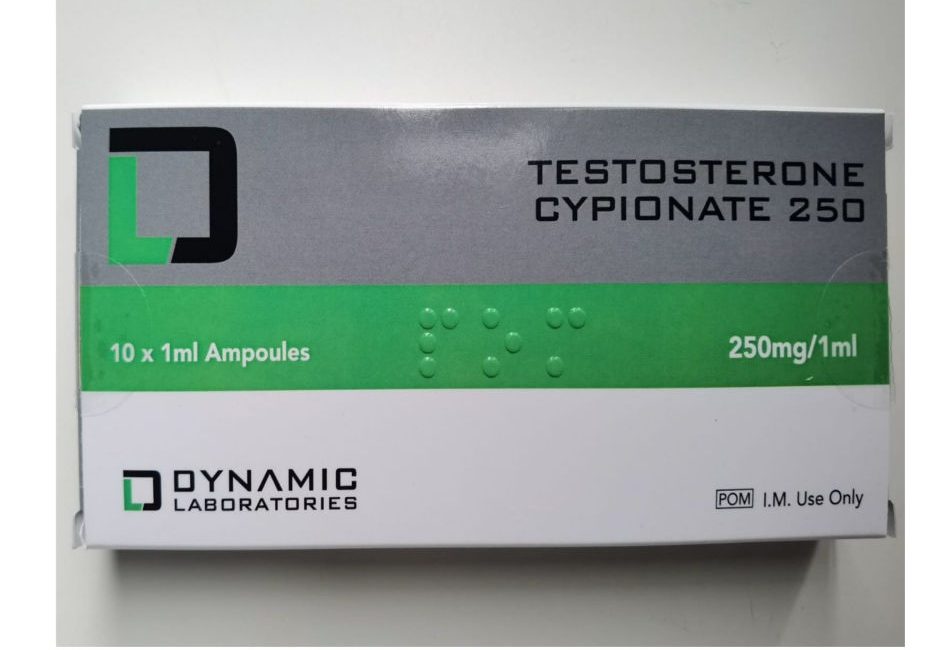 TESTOSTERONE
CYPIONATE 250
⠏⠕⠍
10 x 1ml Ampoules
250mg/1ml
DYNAMIC
LABORATORIES
POM I.M. Use Only